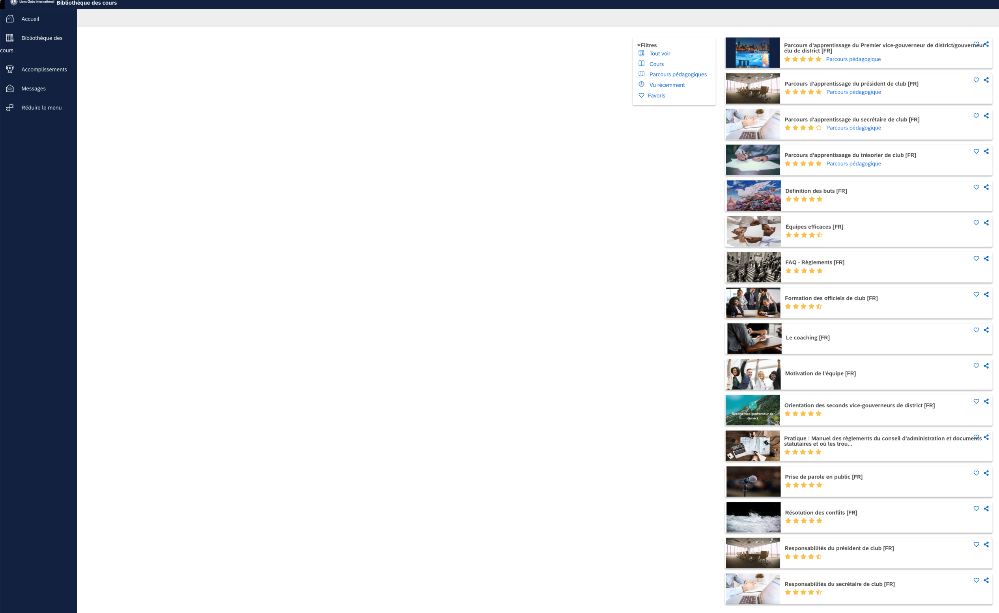 Lions Clubs International
Bibliothèque des cours
Accueil
Bibliothèque des
cours
Accomplissements
Messages
Réduire le menu
Filtres
Tout voir
Cours
Parcours pédagogiques
Vu récemment
Favoris
Chicago
Parcours d’apprentissage du Premier vice-gouverneur de district/gouverneur
élu de district [FR]
Parcours pédagogique
Parcours d’apprentissage du président de club [FR]
Parcours pédagogique
Parcours d’apprentissage du secrétaire de club [FR]
Parcours pédagogique
Parcours d’apprentissage du trésorier de club [FR]
Parcours pédagogique
Définition des buts [FR]
Équipes efficaces [FR]
FAQ - Règlements [FR]
Formation des officiels de club [FR]
Le coaching [FR]
Motivation de l'équipe [FR]
Second vice-gouverneur de
district
Orientation des seconds vice-gouverneurs de district [FR]
Pratique : Manuel des règlements du conseil d'administration et documents
statutaires et où les trou...
Prise de parole en public [FR]
Résolution des conflits [FR]
Responsabilités du président de club [FR]
Responsabilités du secrétaire de club [FR]